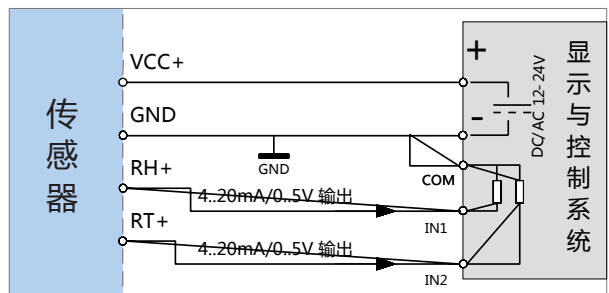 传感器
VCC+
GND
RH+
RT+
GND
4..20mA/0..5V 输出
4..20mA/0..5V 输出
+
-
COM
IN1
IN2
DC/AC 12-24V
显示与控制系统